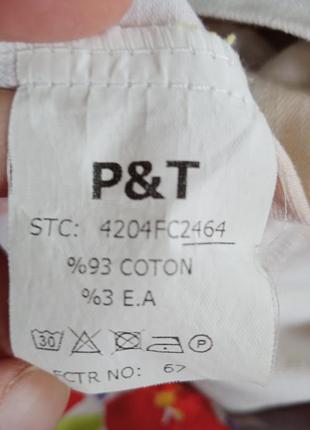 P&T
STC: 4204FC2464
%93 COTON
%3 E.A
30 P
FCTR NO: 67